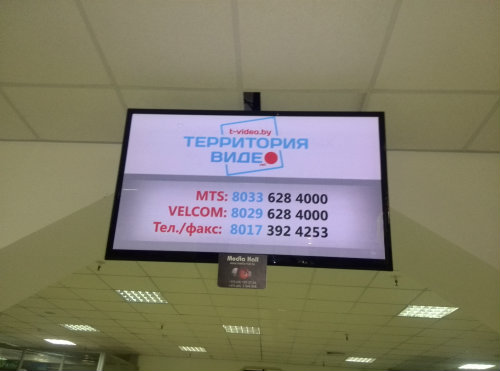 t-video.by
ТЕРРИТОРИЯ
ВИДЕО
MTS: 8033 628 4000
VELCOM: 8029 628 4000
Тел./факс: 8017 392 4253
Media Hall